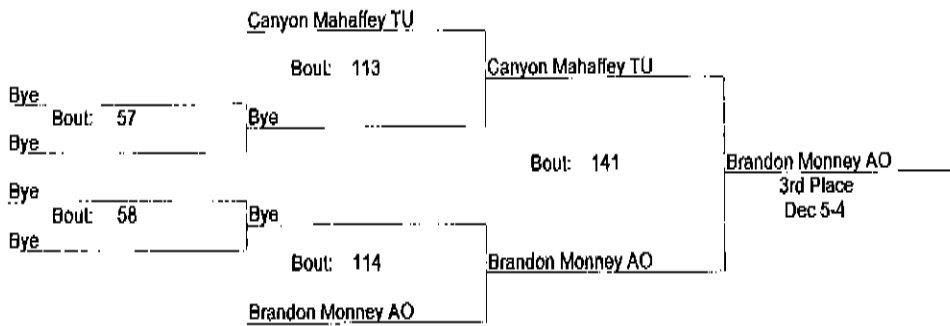 Canyon Mahaffey TU
Bout: 113
Canyon Mahaffey TU
Bye
Bout: 57
Bye
Bye
Bout: 141
Brandon Monney AO
3rd Place
Dec 5-4
Bye
Bout: 58
Bye
Bye
Bout: 114
Brandon Monney AO
Brandon Monney AO